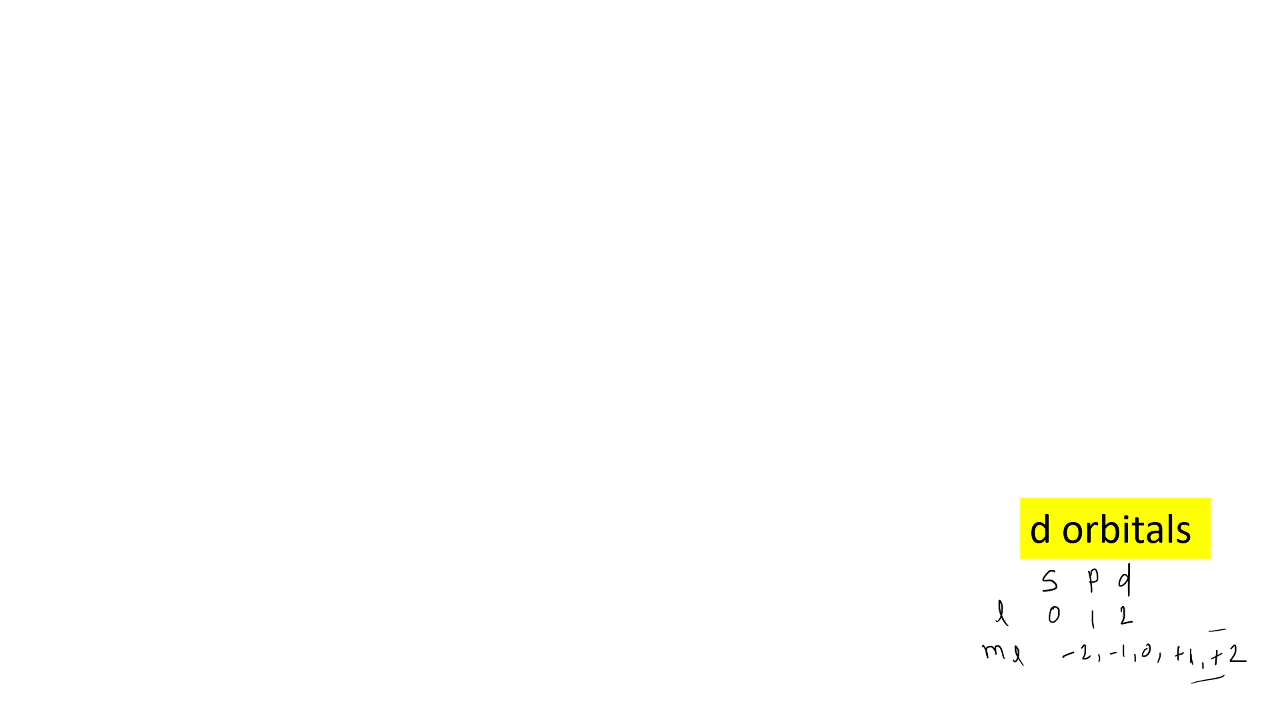 d orbitals
s p d
l 0 1 2
ml -2, -1, 0, +1, +2